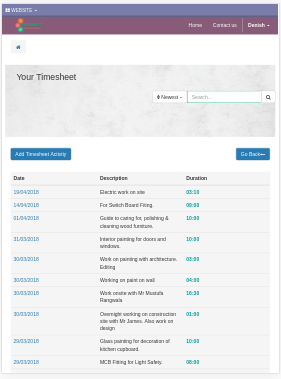 WEBSITE
Home Contact us Denish
Your Timesheet
Newest Search...
Add Timesheet Activity Go Back
Date Description Duration
19/04/2018 Electric work on site 03:10
14/04/2018 For Switch Board Fiting. 09:00
01/04/2018 Guide to caring for, polishing & 10:00
cleaning wood furniture.
31/03/2018 Interior painting for doors and 10:00
windows.
30/03/2018 Work on painting with architecture. 03:00
Editing
30/03/2018 Working on paint on wall 04:00
30/03/2018 Work onsite with Mr Mustufa 16:30
Rangwala
30/03/2018 Overnight working on construction 01:00
site with Mr James. Also work on
design
29/03/2018 Glass painting for decoration of 10:00
kitchen cupboard.
29/03/2018 MCB Fitting for Light Safety. 08:00